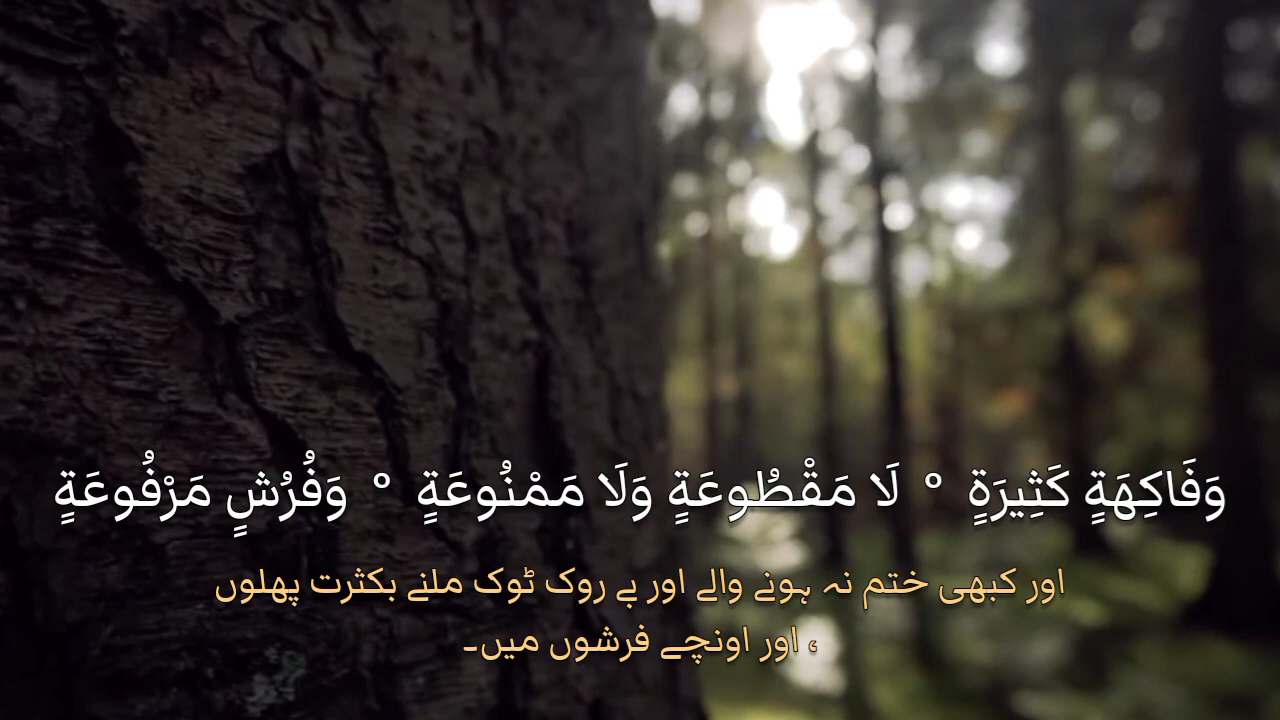 وَفَاكِهَةٍ كَثِيرَةٍ ° لَا مَقْطُوعَةٍ وَلَا مَمْنُوعَةٍ ° وَفُرُشٍ مَرْفُوعَةٍ
اور کبھی ختم نہ ہونے والے اور بے روک ٹوک ملنے بکثرت پھلوں
، اور اونچے فرشوں میں۔